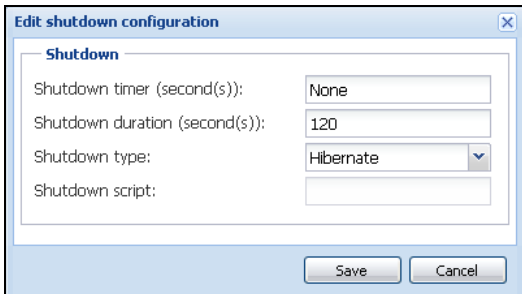 Edit shutdown configuration
Shutdown
Shutdown timer (second(s)): None
Shutdown duration (second(s)): 120
Shutdown type: Hibernate
Shutdown script:
Save Cancel